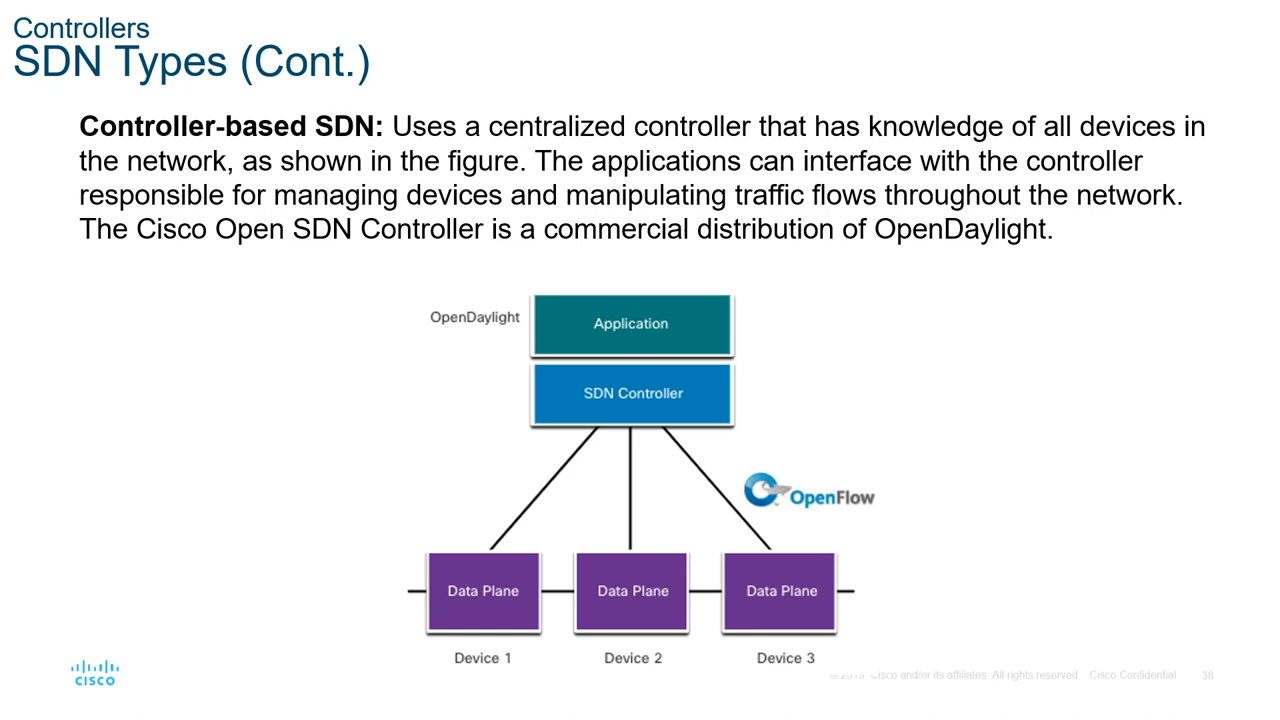 Controllers
SDN Types (Cont.)
Controller-based SDN: Uses a centralized controller that has knowledge of all devices in
the network, as shown in the figure. The applications can interface with the controller
responsible for managing devices and manipulating traffic flows throughout the network.
The Cisco Open SDN Controller is a commercial distribution of OpenDaylight.
OpenDaylight
Application
SDN Controller
OpenFlow
Data Plane
Data Plane
Data Plane
Device 1
Device 2
Device 3
CISCO
© 2019 Cisco and/or its affiliates. All rights reserved. Cisco Confidential
38